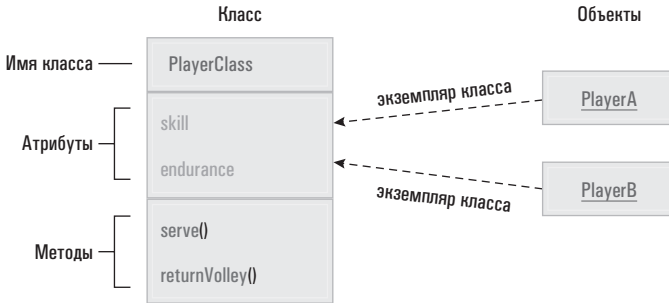 Класс
Объекты
Имя класса
PlayerClass
экземпляр класса
PlayerA
Атрибуты
skill
endurance
экземпляр класса
PlayerB
Методы
serve()
returnVolley()